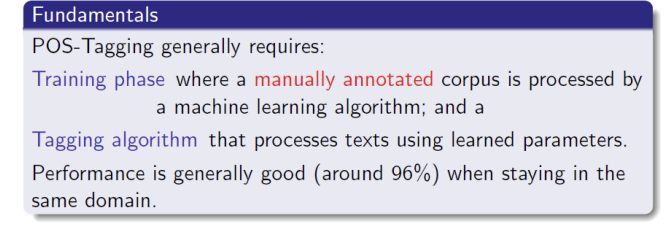 Fundamentals
POS-Tagging generally requires:
Training phase where a manually annotated corpus is processed by
a machine learning algorithm; and a
Tagging algorithm that processes texts using learned parameters.
Performance is generally good (around 96%) when staying in the
same domain.